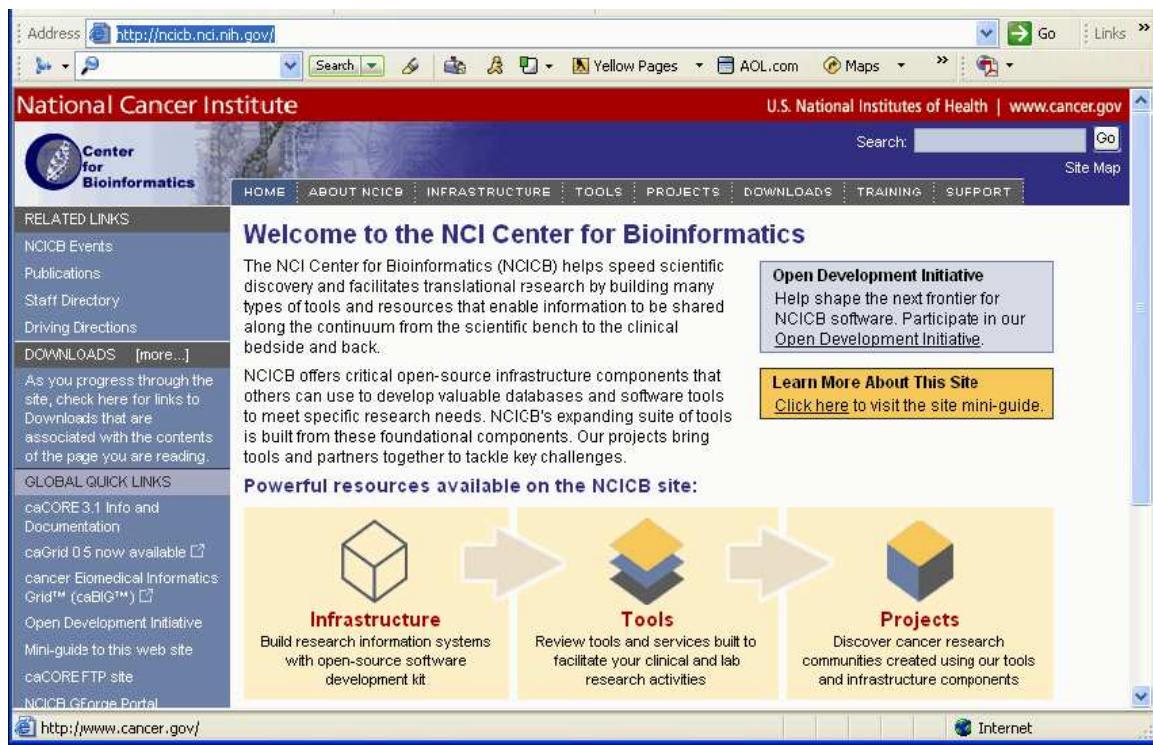 Address http://ncicb.nci.nih.gov/ Go Links »
Search Yellow Pages AOL.com Maps »
National Cancer Institute
U.S. National Institutes of Health | www.cancer.gov
Center
for
Bioinformatics
Search: Go
Site Map
HOME ABOUT NCICB INFRASTRUCTURE TOOLS PROJECTS DOWNLOADS TRAINING SUPPORT
RELATED LINKS
NCICB Events
Publications
Staff Directory
Driving Directions
DOWNLOADS [more...]
As you progress through the
site, check here for links to
Downloads that are
associated with the contents
of the page you are reading.
GLOBAL QUICK LINKS
caCORE 3.1 Info and
Documentation
caGrid 0.5 now available
cancer Biomedical Informatics
Grid™ (caBIG™)
Open Development Initiative
Mini-guide to this web site
caCORE FTP site
NCICB GForge Portal
Welcome to the NCI Center for Bioinformatics
The NCI Center for Bioinformatics (NCICB) helps speed scientific
discovery and facilitates translational research by building many
types of tools and resources that enable information to be shared
along the continuum from the scientific bench to the clinical
bedside and back.
NCICB offers critical open-source infrastructure components that
others can use to develop valuable databases and software tools
to meet specific research needs. NCICB's expanding suite of tools
is built from these foundational components. Our projects bring
tools and partners together to tackle key challenges.
Open Development Initiative
Help shape the next frontier for
NCICB software. Participate in our
Open Development Initiative.
Learn More About This Site
Click here to visit the site mini-guide.
Powerful resources available on the NCICB site:
Infrastructure
Build research information systems
with open-source software
development kit
Tools
Review tools and services built to
facilitate your clinical and lab
research activities
Projects
Discover cancer research
communities created using our tools
and infrastructure components
http://www.cancer.gov/ Internet